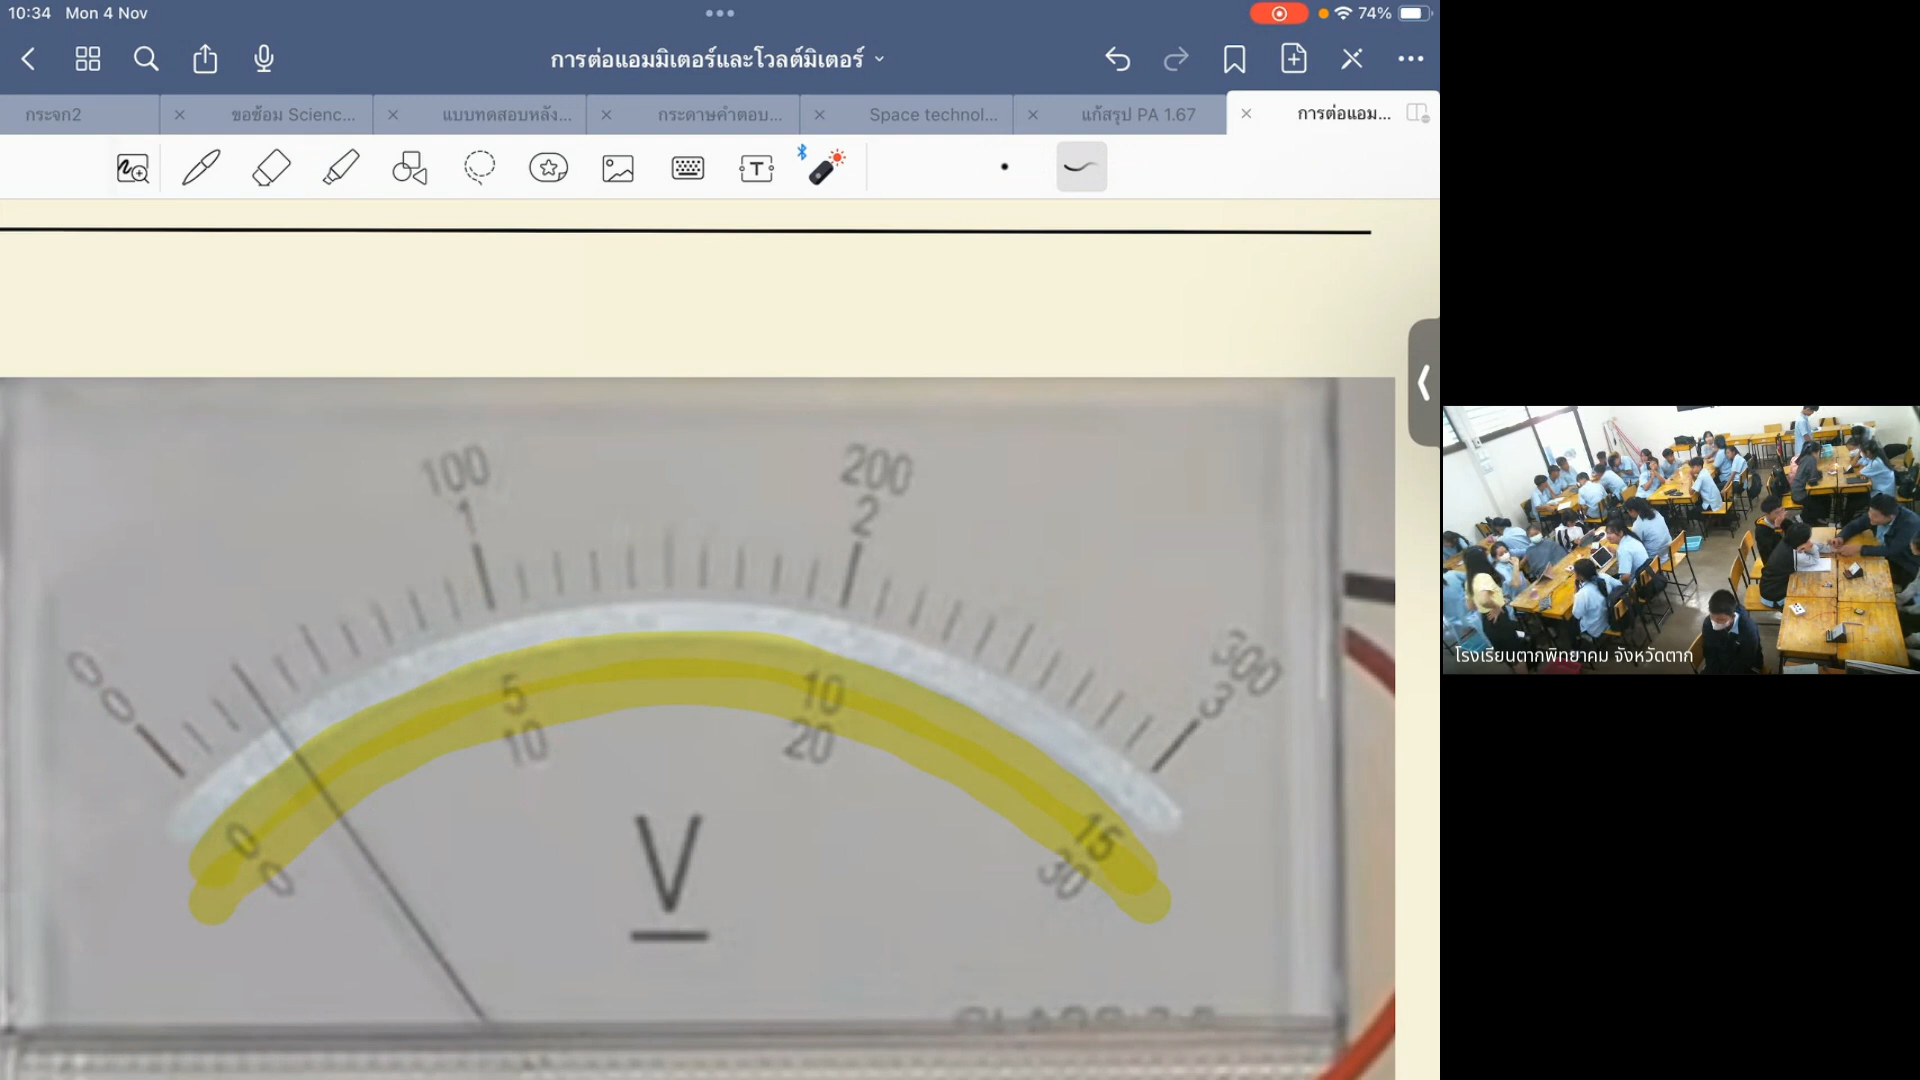 10:34 Mon 4 Nov
74%
การต่อแอมมิเตอร์และโวลต์มิเตอร์
กระจก2
ขอซ้อม Scienc...
แบบทดสอบหลัง...
กระดาษคำตอบ...
Space technol...
แก้สรุป PA 1.67
การต่อแอม...
T
0 100 200 300
0 1 2 3
0 5 10 15
0 10 20 30
V
โรงเรียนตากพิทยาคม จังหวัดตาก